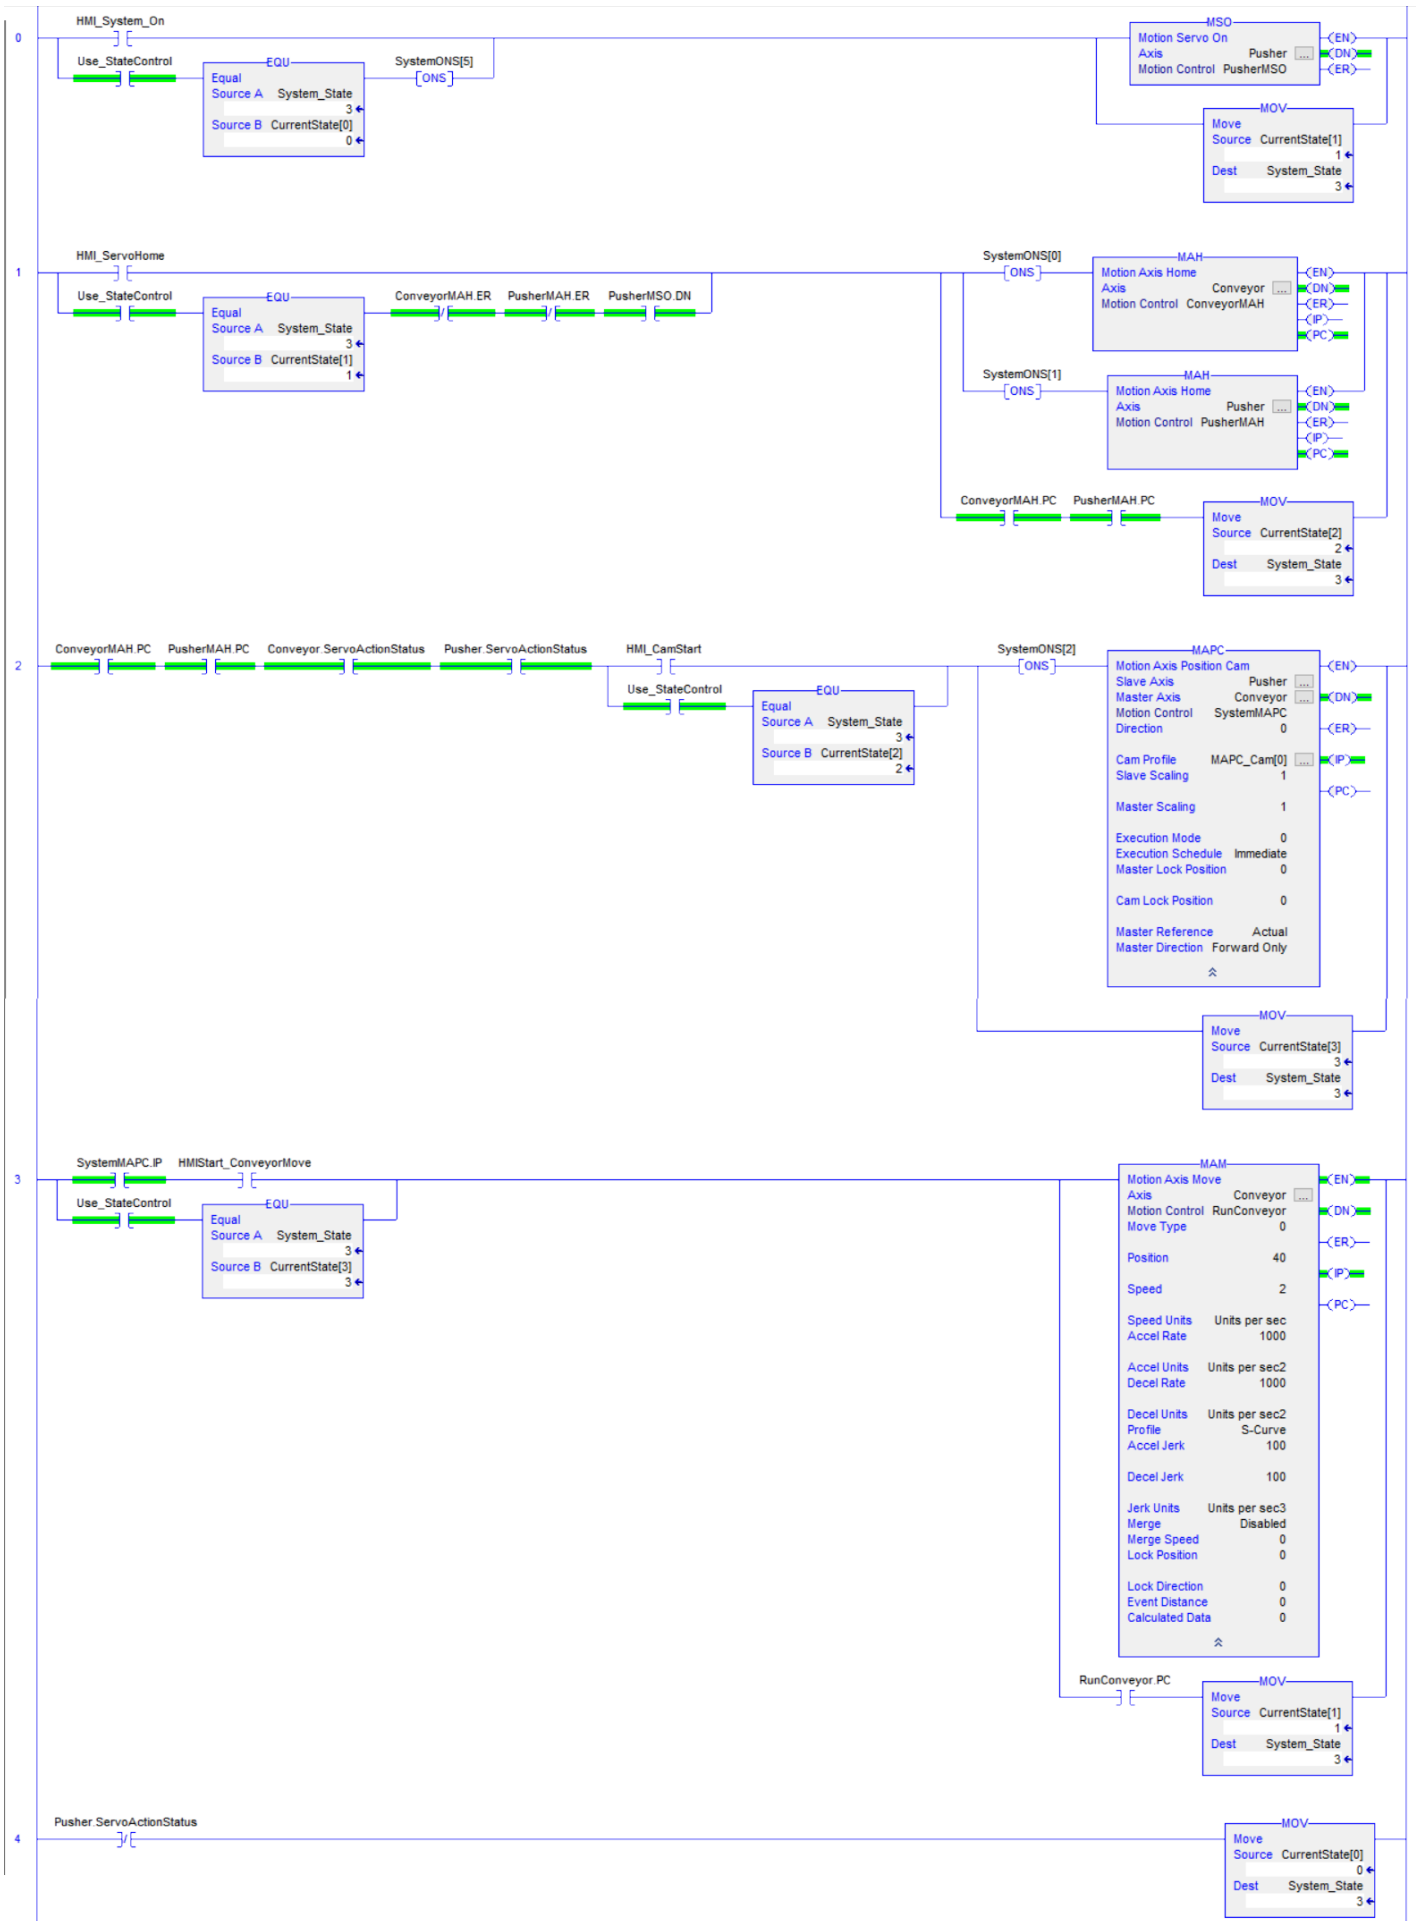 HMI_System_On
0
Use_StateControl
EQU
Equal
Source A System_State
3
Source B CurrentState[0]
0
SystemONS[5]
ONS
MSO
Motion Servo On
Axis Pusher ...
Motion Control PusherMSO
EN
DN
ER
MOV
Move
Source CurrentState[1]
1
Dest System_State
3
HMI_ServoHome
1
Use_StateControl
EQU
Equal
Source A System_State
3
Source B CurrentState[1]
1
ConveyorMAH.ER PusherMAH.ER PusherMSO.DN
SystemONS[0]
ONS
MAH
Motion Axis Home
Axis Conveyor ...
Motion Control ConveyorMAH
EN
DN
ER
IP
PC
SystemONS[1]
ONS
MAH
Motion Axis Home
Axis Pusher ...
Motion Control PusherMAH
EN
DN
ER
IP
PC
ConveyorMAH.PC PusherMAH.PC
MOV
Move
Source CurrentState[2]
2
Dest System_State
3
2
ConveyorMAH.PC PusherMAH.PC Conveyor.ServoActionStatus Pusher.ServoActionStatus HMI_CamStart
Use_StateControl
EQU
Equal
Source A System_State
3
Source B CurrentState[2]
2
SystemONS[2]
ONS
MAPC
Motion Axis Position Cam
Slave Axis Pusher ...
Master Axis Conveyor ...
Motion Control SystemMAPC
Direction 0
Cam Profile MAPC_Cam[0] ...
Slave Scaling 1
Master Scaling 1
Execution Mode 0
Execution Schedule Immediate
Master Lock Position 0
Cam Lock Position 0
Master Reference Actual
Master Direction Forward Only
EN
DN
ER
IP
PC
MOV
Move
Source CurrentState[3]
3
Dest System_State
3
3
SystemMAPC.IP HMIStart_ConveyorMove
Use_StateControl
EQU
Equal
Source A System_State
3
Source B CurrentState[3]
3
MAM
Motion Axis Move
Axis Conveyor ...
Motion Control RunConveyor
Move Type 0
Position 40
Speed 2
Speed Units Units per sec
Accel Rate 1000
Accel Units Units per sec2
Decel Rate 1000
Decel Units Units per sec2
Profile S-Curve
Accel Jerk 100
Decel Jerk 100
Jerk Units Units per sec3
Merge Disabled
Merge Speed 0
Lock Position 0
Lock Direction 0
Event Distance 0
Calculated Data 0
EN
DN
ER
IP
PC
RunConveyor.PC
MOV
Move
Source CurrentState[1]
1
Dest System_State
3
4
Pusher.ServoActionStatus
MOV
Move
Source CurrentState[0]
0
Dest System_State
3